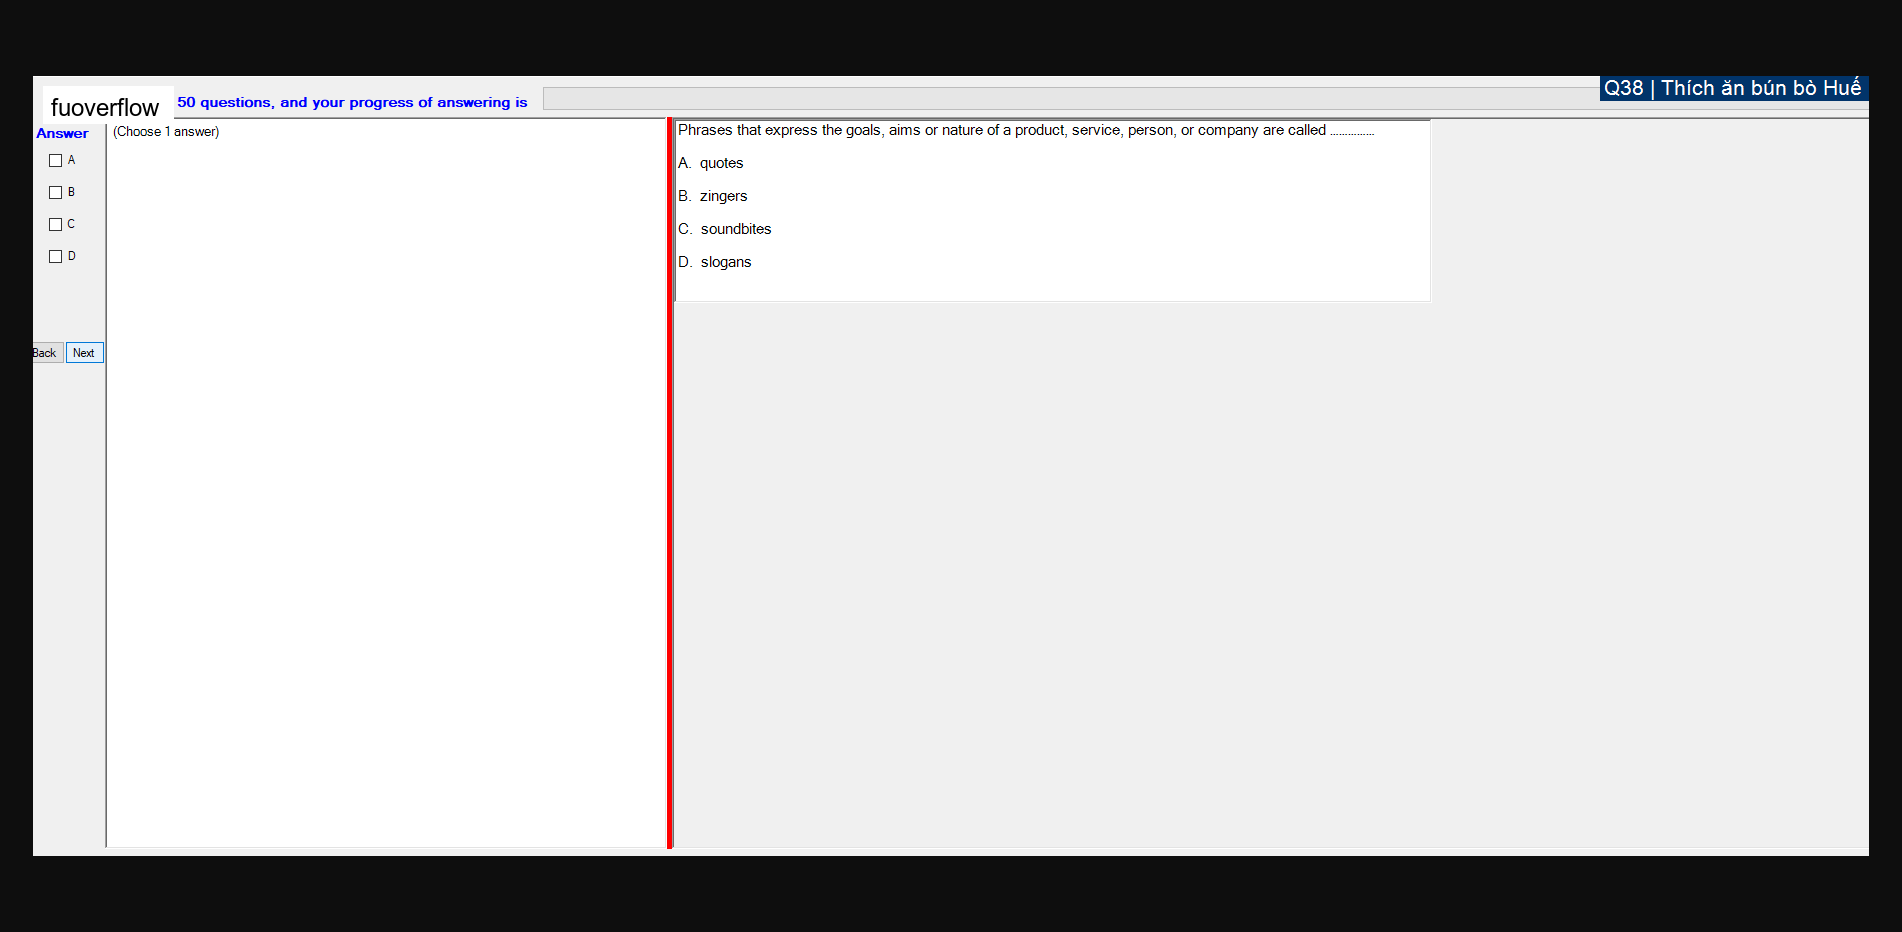 Q38 | Thích ăn bún bò Huế
fuoverflow 50 questions, and your progress of answering is
Answer
(Choose 1 answer)
A
B
C
D
Back Next
Phrases that express the goals, aims or nature of a product, service, person, or company are called ...............
A. quotes
B. zingers
C. soundbites
D. slogans